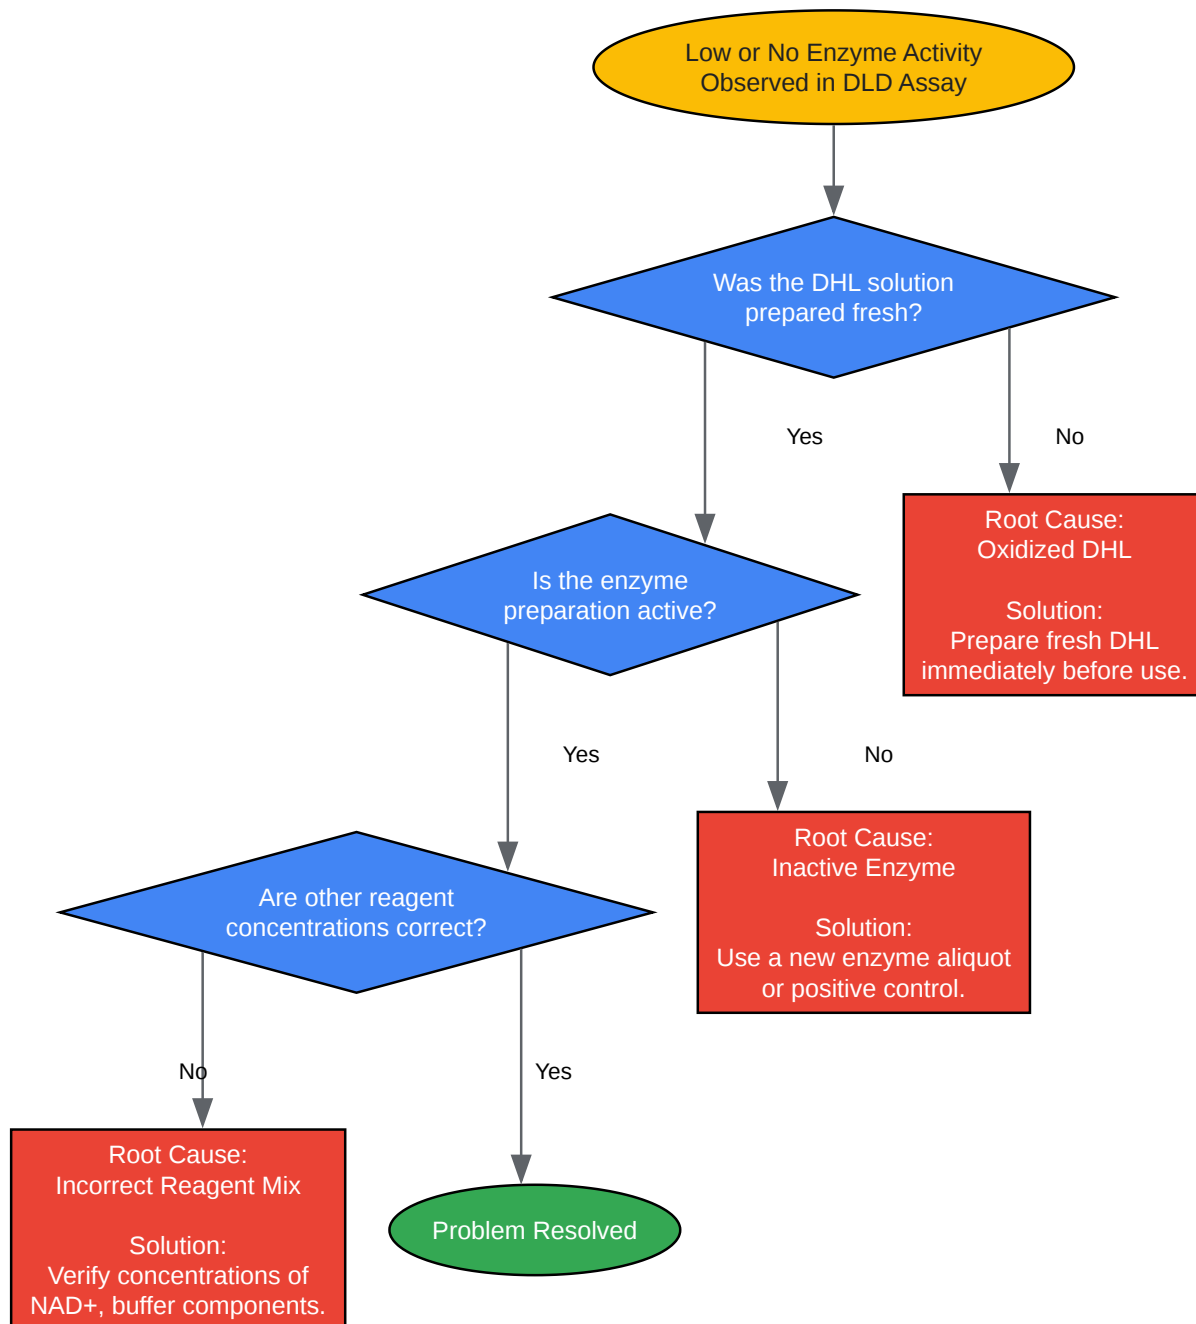 Low or No Enzyme Activity
Observed in DLD Assay
Was the DHL solution
prepared fresh?
Yes
No
Root Cause:
Oxidized DHL
Solution:
Prepare fresh DHL
immediately before use.
Is the enzyme
preparation active?
Yes
No
Root Cause:
Inactive Enzyme
Solution:
Use a new enzyme aliquot
or positive control.
Are other reagent
concentrations correct?
No
Yes
Root Cause:
Incorrect Reagent Mix
Solution:
Verify concentrations of
NAD+, buffer components.
Problem Resolved